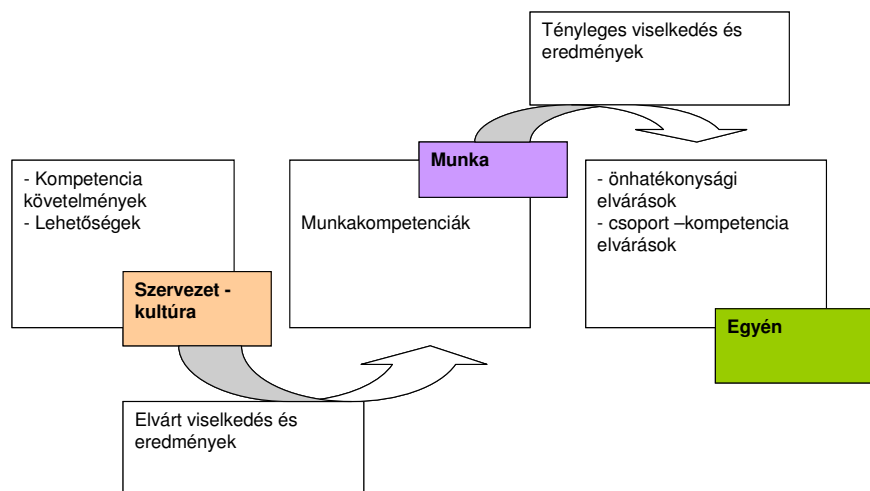 Tényleges viselkedés és
eredmények
- Kompetencia
követelmények
- Lehetőségek
Szervezet -
kultúra
Munka
Munkakompetenciák
- önhatékonysági
elvárások
- csoport –kompetencia
elvárások
Egyén
Elvárt viselkedés és
eredmények